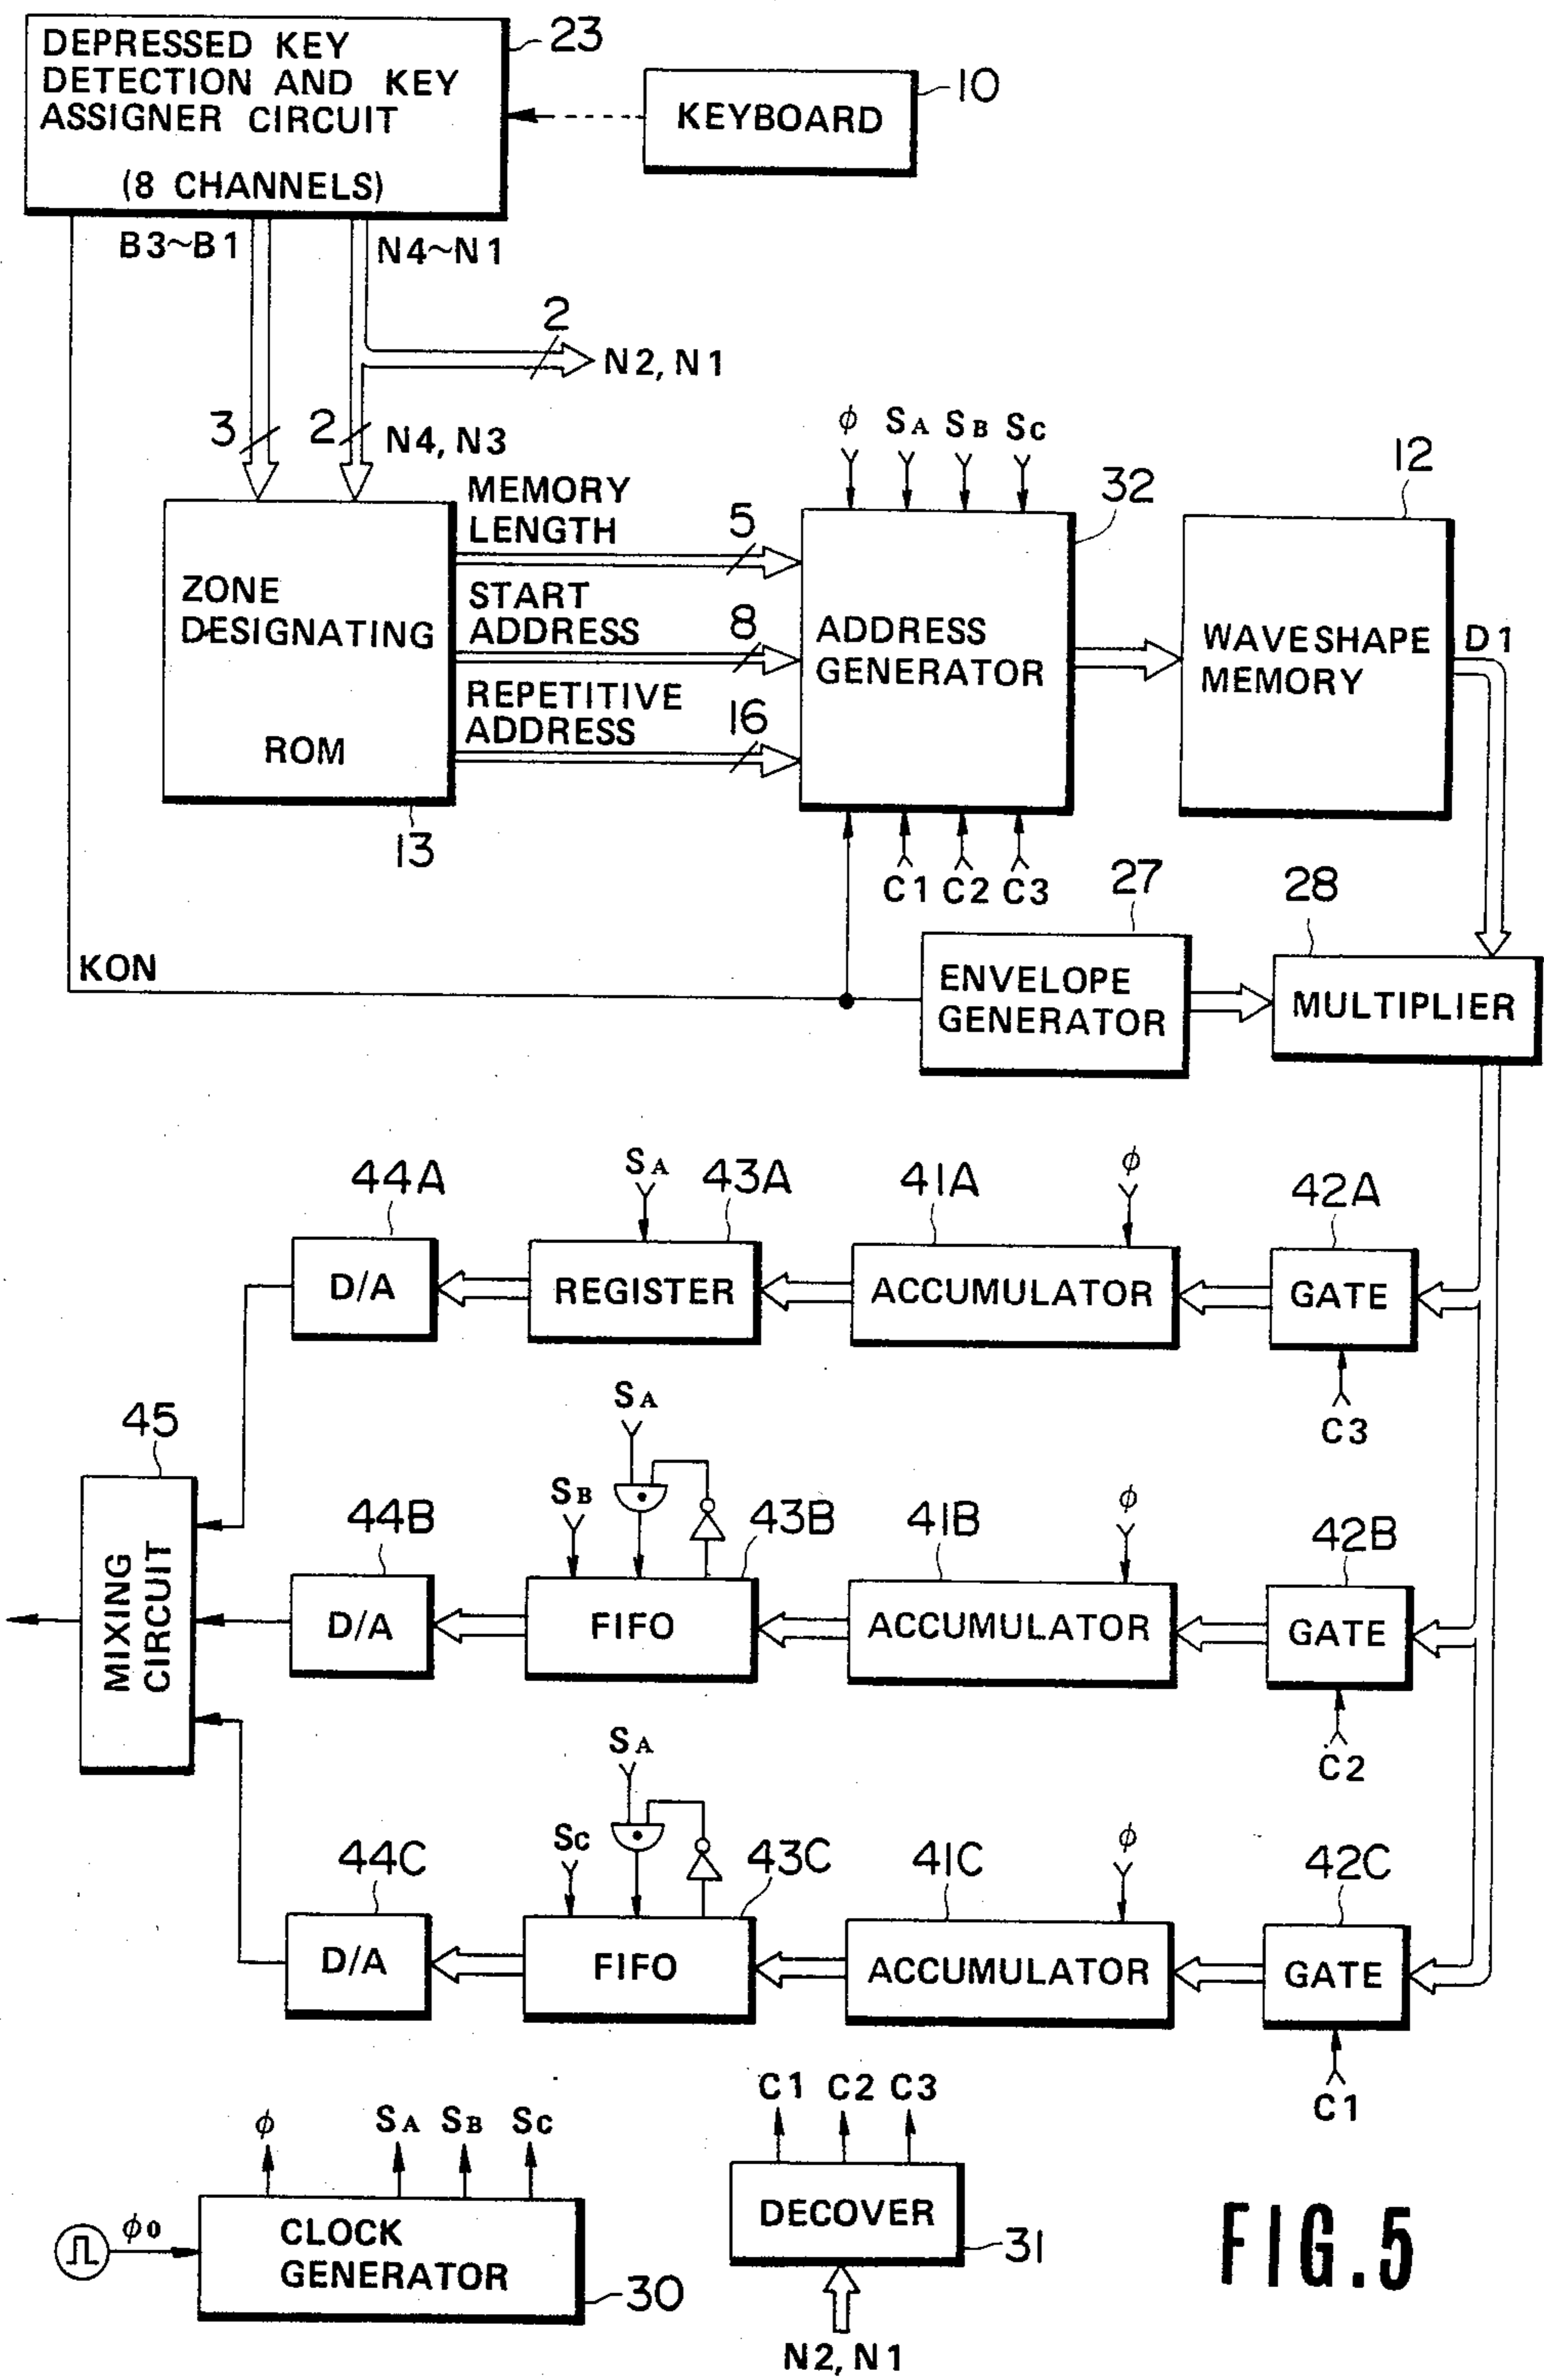 DEPRESSED KEY
DETECTION AND KEY
ASSIGNER CIRCUIT
(8 CHANNELS)
23
KEYBOARD
10
B3~B1
N4~N1
2
N2, N1
3
2
N4, N3
ZONE
DESIGNATING
ROM
13
MEMORY
LENGTH
5
START
ADDRESS
8
REPETITIVE
ADDRESS
16
φ
SA
SB
SC
32
ADDRESS
GENERATOR
C1
C2
C3
12
WAVESHAPE
MEMORY
D1
KON
27
ENVELOPE
GENERATOR
28
MULTIPLIER
44A
D/A
SA
43A
REGISTER
41A
φ
ACCUMULATOR
42A
GATE
C3
45
MIXING
CIRCUIT
44B
D/A
SA
SB
43B
FIFO
41B
φ
ACCUMULATOR
42B
GATE
C2
44C
D/A
SA
SC
43C
FIFO
41C
φ
ACCUMULATOR
42C
GATE
C1
φ
SA
SB
SC
φ0
CLOCK
GENERATOR
30
C1
C2
C3
DECOVER
31
N2, N1
FIG.5